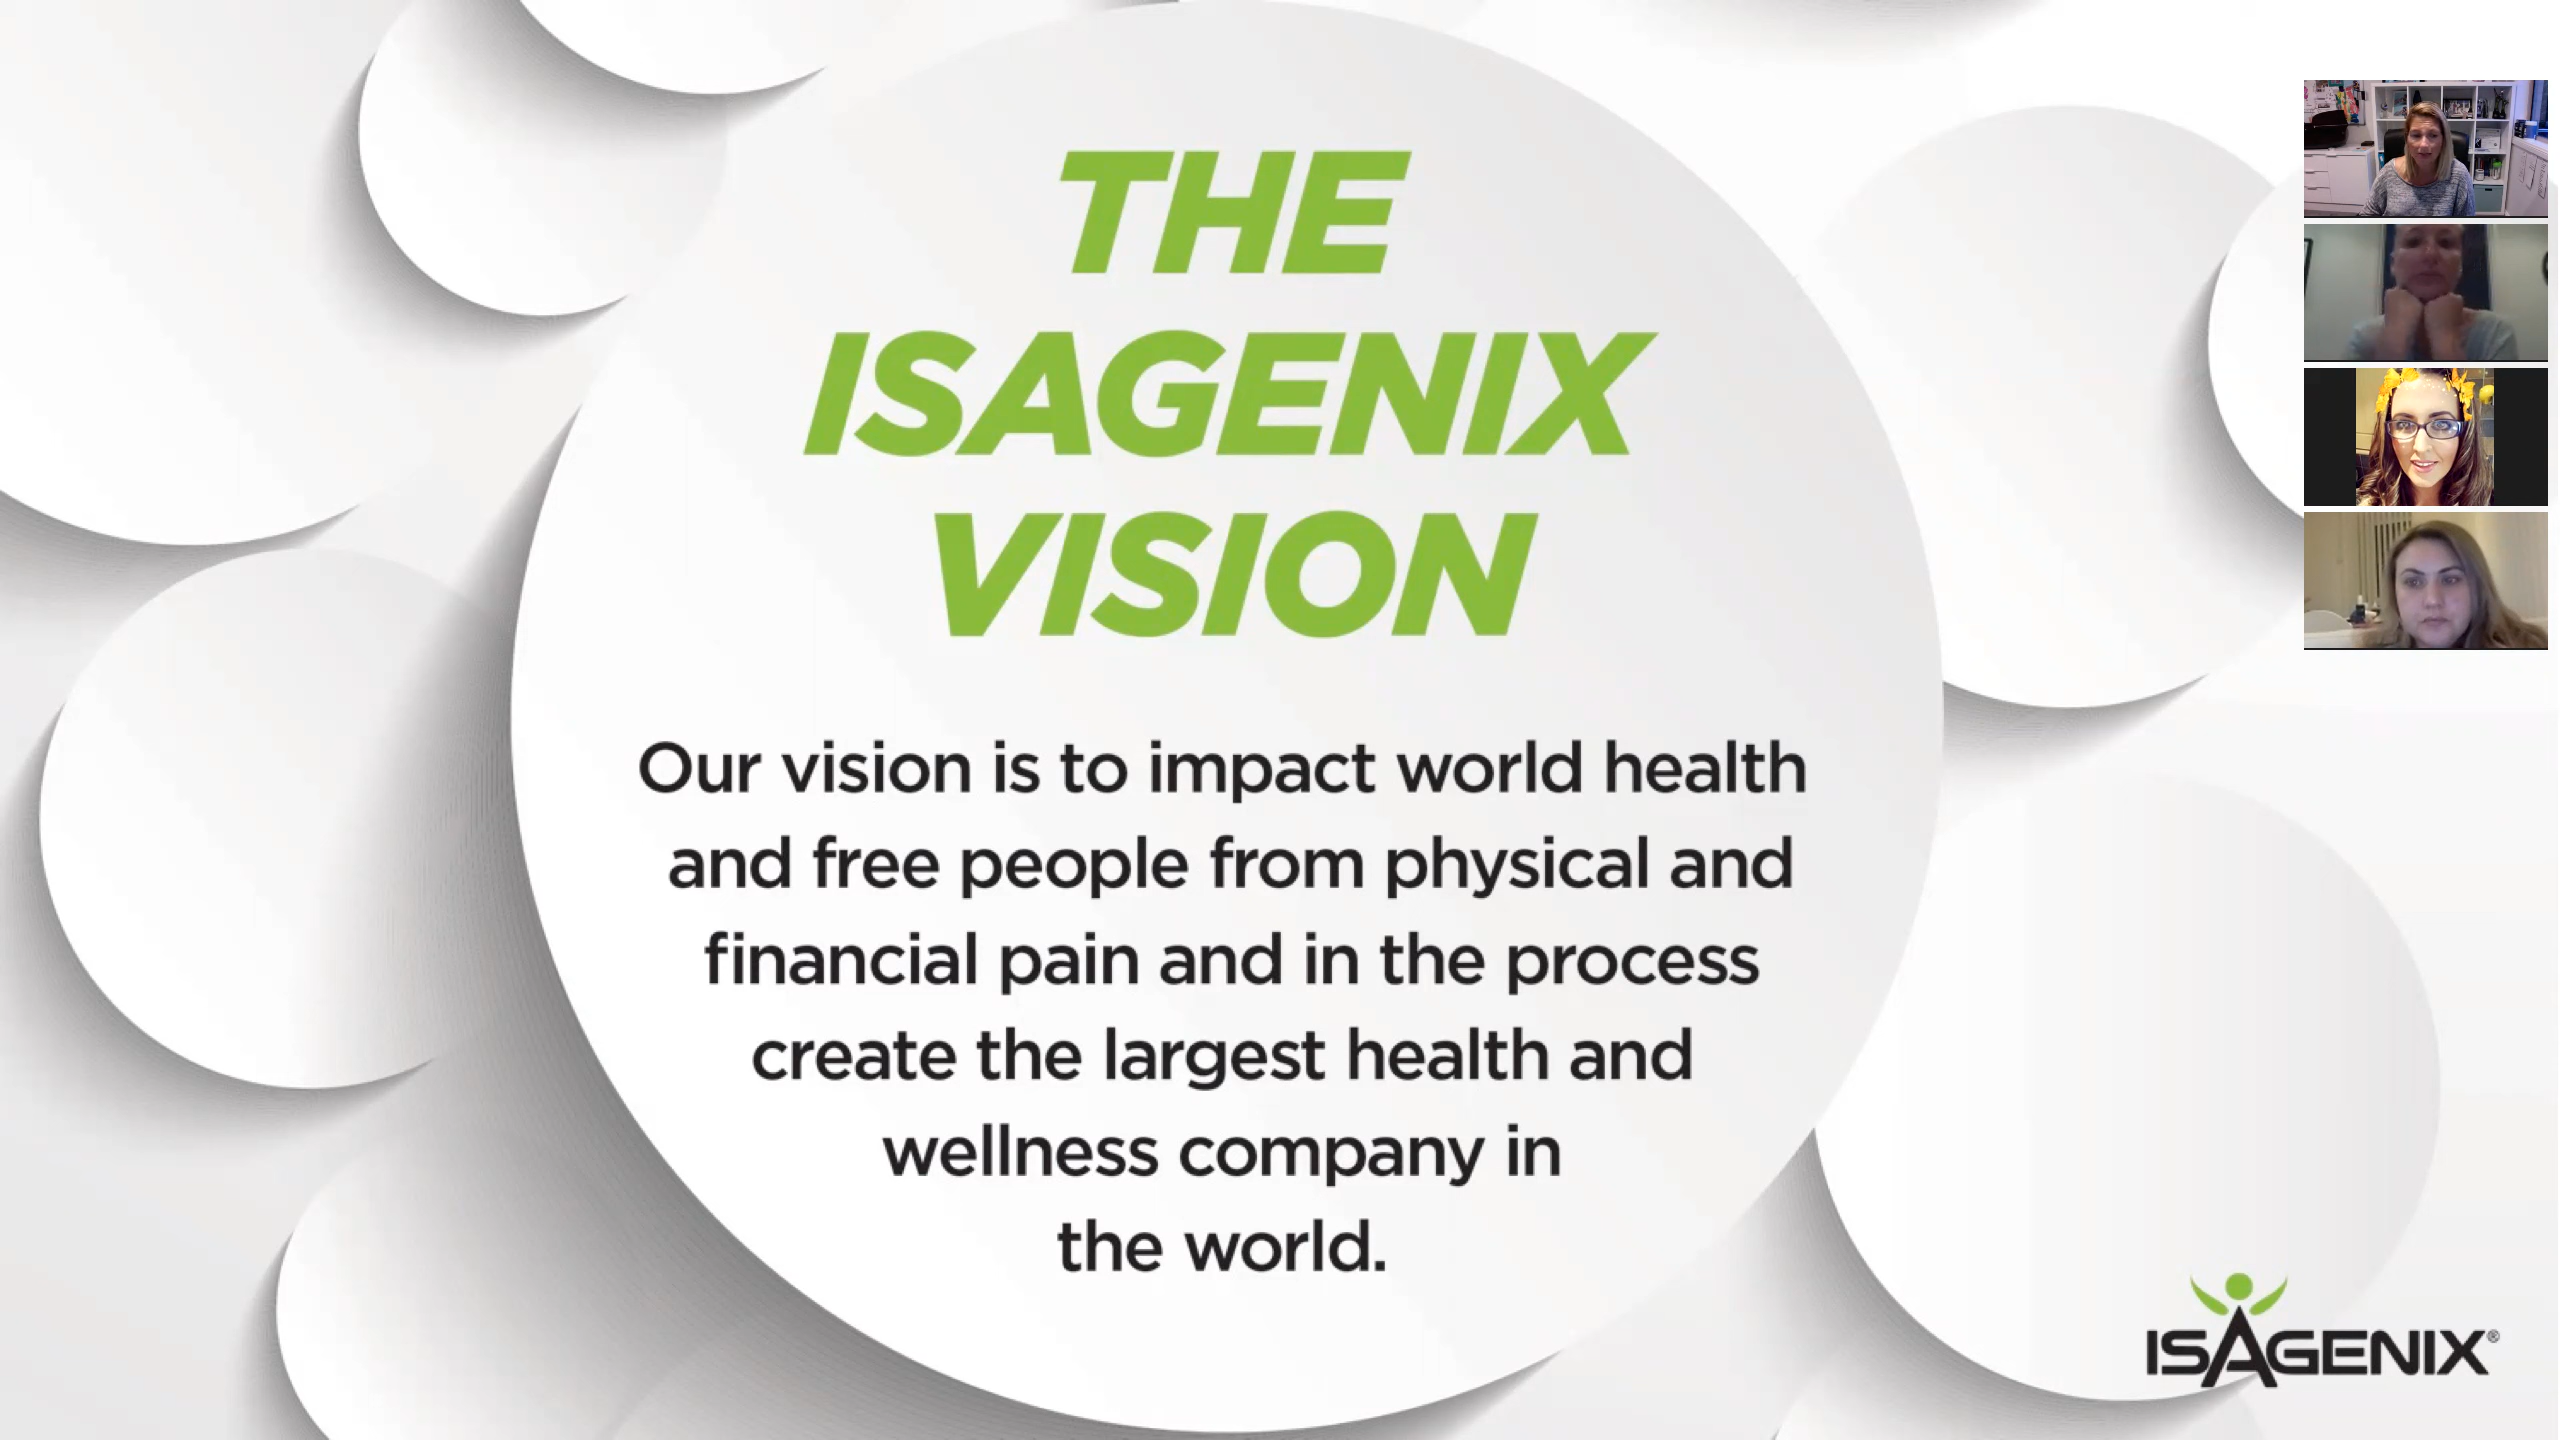 THE
ISAGENIX
VISION
Our vision is to impact world health
and free people from physical and
financial pain and in the process
create the largest health and
wellness company in
the world.
ISAGENIX®